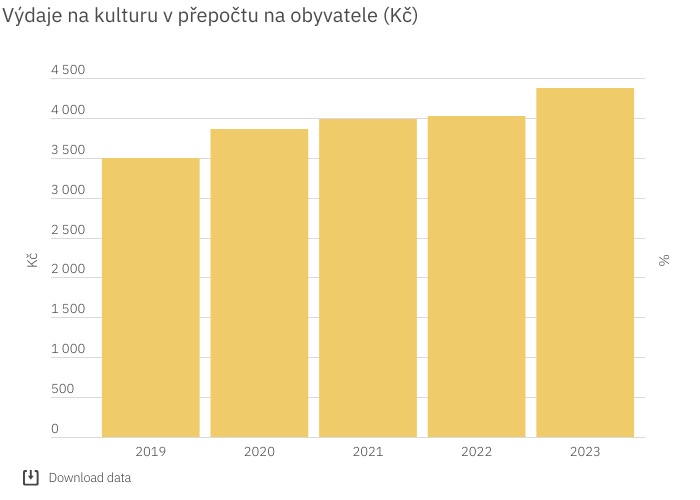 Výdaje na kulturu v přepočtu na obyvatele (Kč)
4 500
4 000
3 500
3 000
2 500
2 000
1 500
1 000
500
0
Kč
%
2019 2020 2021 2022 2023
Download data